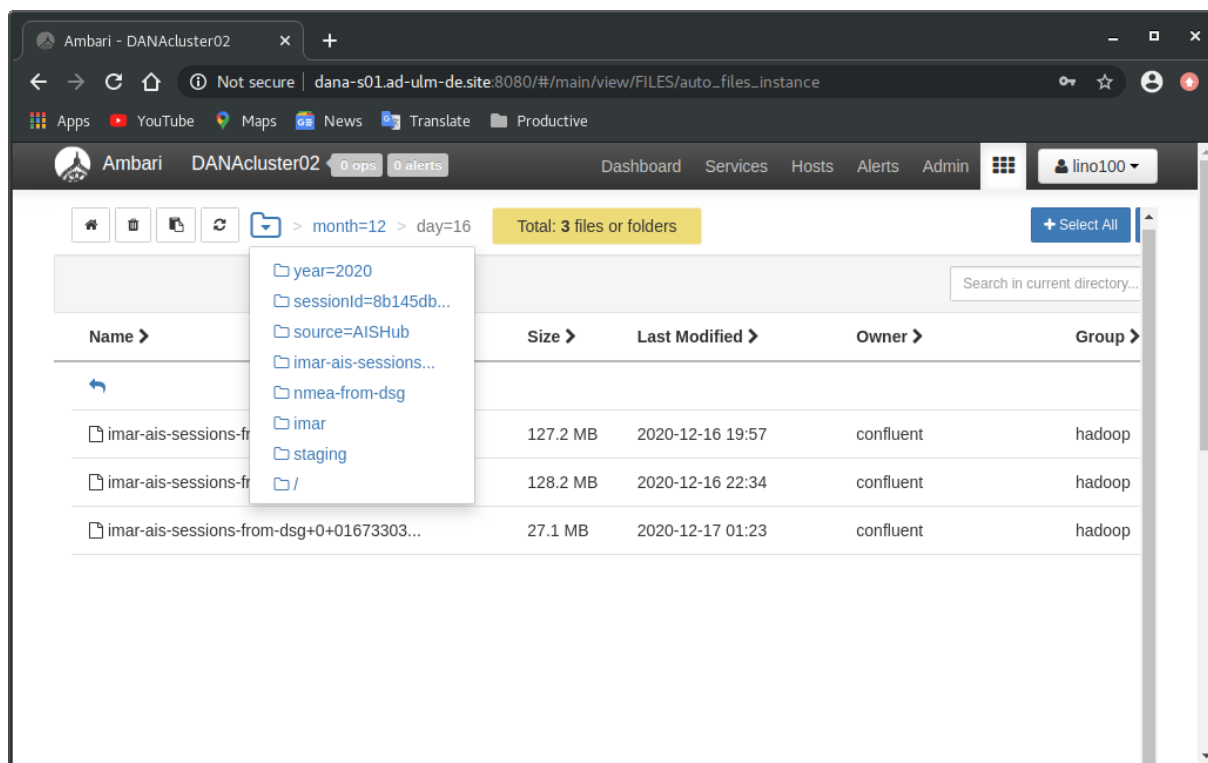 Ambari - DANAcluster02
Not secure | dana-s01.ad-ulm-de.site:8080/#/main/view/FILES/auto_files_instance
Apps YouTube Maps News Translate Productive
Ambari DANAcluster02 0 ops 0 alerts Dashboard Services Hosts Alerts Admin lino100
> month=12 > day=16 Total: 3 files or folders + Select All
year=2020
Search in current directory...
sessionId=8b145db...
source=AISHub
Name Size Last Modified Owner Group
imar-ais-sessions...
nmea-from-dsg
imar
staging
/
imar-ais-sessions-fr 127.2 MB 2020-12-16 19:57 confluent hadoop
imar-ais-sessions-fr 128.2 MB 2020-12-16 22:34 confluent hadoop
imar-ais-sessions-from-dsg+0+01673303... 27.1 MB 2020-12-17 01:23 confluent hadoop